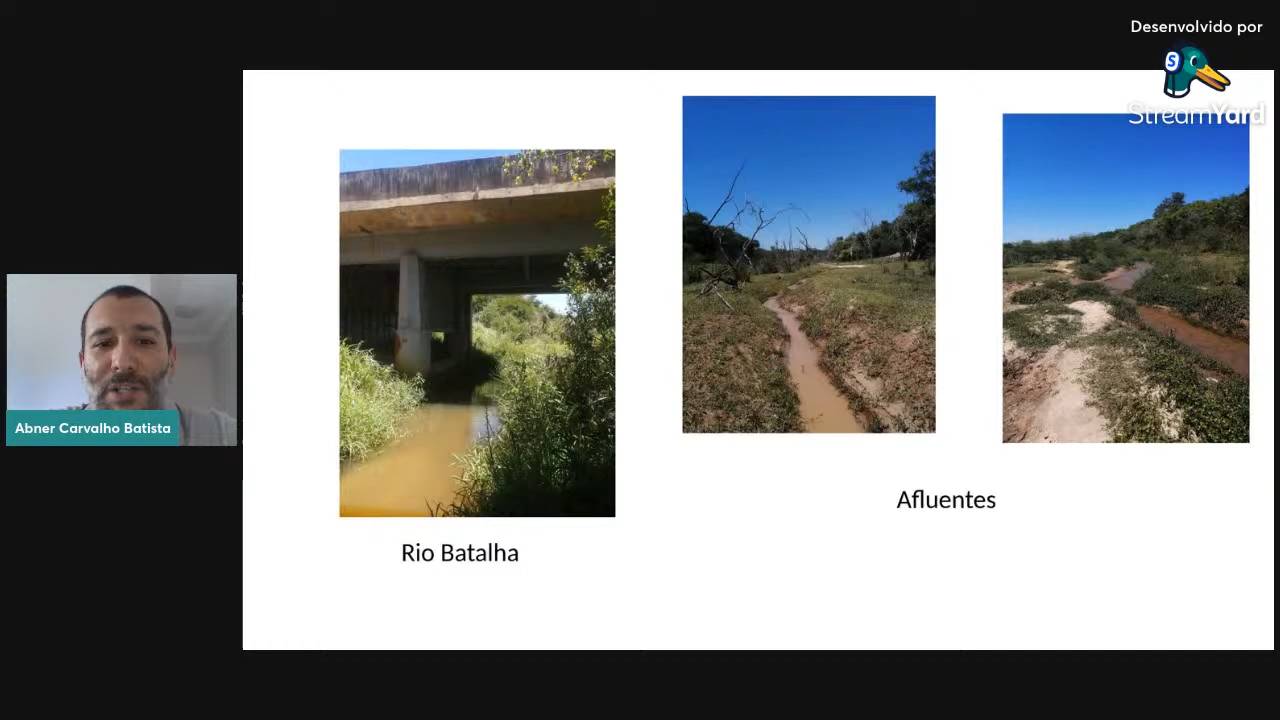 Desenvolvido por
S
StreamYard
Abner Carvalho Batista
Afluentes
Rio Batalha